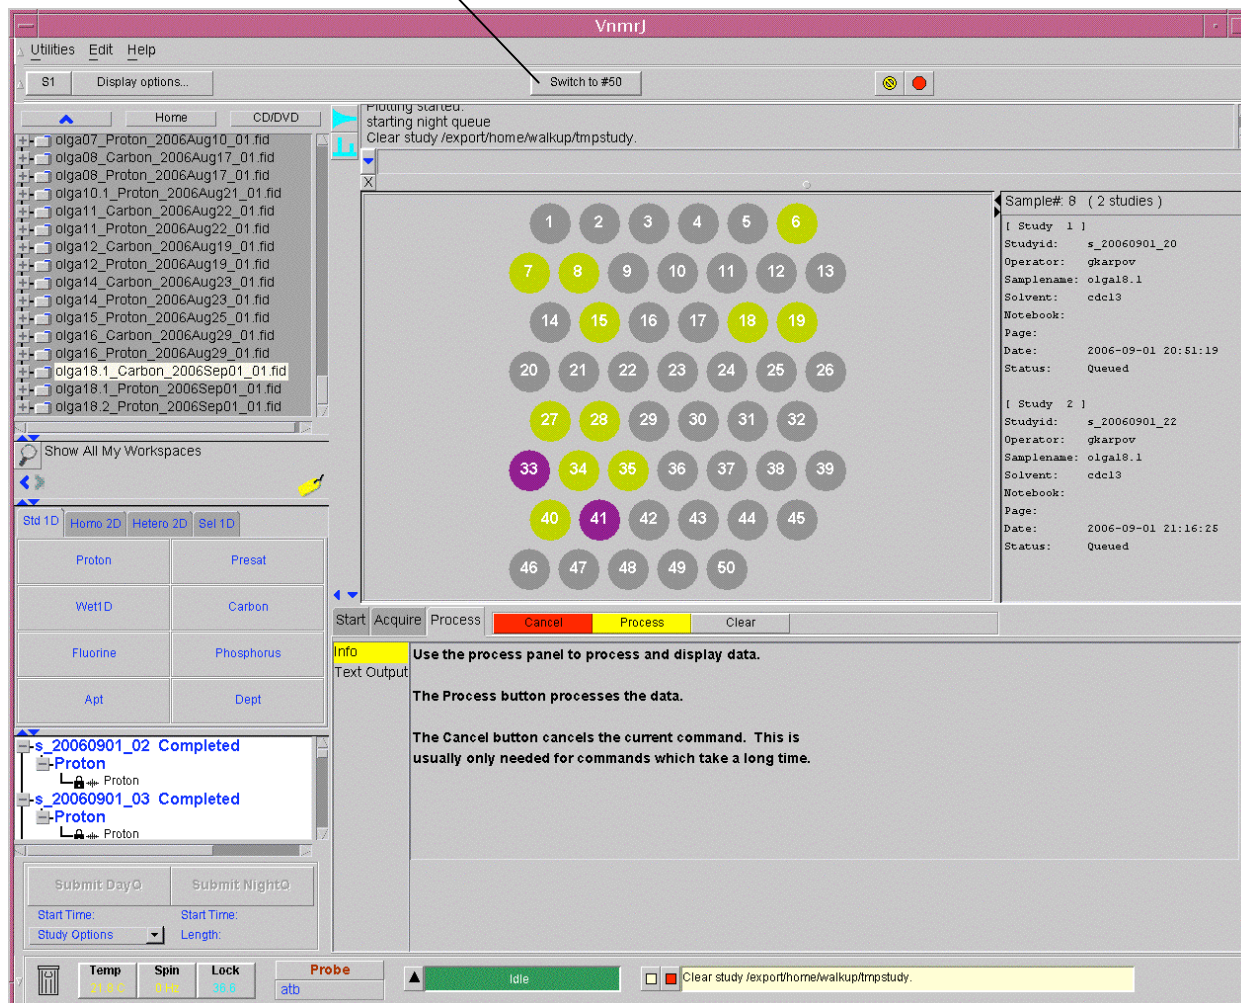 VnmrJ
Utilities Edit Help
S1 Display options... Switch to #50
Home CD/DVD
Plotting started.
starting night queue
Clear study /export/home/walkup/tmpstudy.
X
olga07_Proton_2006Aug10_01.fid
olga08_Carbon_2006Aug17_01.fid
olga08_Proton_2006Aug17_01.fid
olga10.1_Proton_2006Aug21_01.fid
olga11_Carbon_2006Aug22_01.fid
olga11_Proton_2006Aug22_01.fid
olga12_Carbon_2006Aug19_01.fid
olga12_Proton_2006Aug19_01.fid
olga14_Carbon_2006Aug23_01.fid
olga14_Proton_2006Aug23_01.fid
olga15_Proton_2006Aug25_01.fid
olga16_Carbon_2006Aug29_01.fid
olga16_Proton_2006Aug29_01.fid
olga18.1_Carbon_2006Sep01_01.fid
olga18.1_Proton_2006Sep01_01.fid
olga18.2_Proton_2006Sep01_01.fid
Show All My Workspaces
1 2 3 4 5 6
7 8 9 10 11 12 13
14 15 16 17 18 19
20 21 22 23 24 25 26
27 28 29 30 31 32
33 34 35 36 37 38 39
40 41 42 43 44 45
46 47 48 49 50
Sample#: 8 ( 2 studies )
[ Study 1 ]
Studyid: s_20060901_20
Operator: gkarpov
Samplename: olga18.1
Solvent: cdcl3
Notebook:
Page:
Date: 2006-09-01 20:51:19
Status: Queued
[ Study 2 ]
Studyid: s_20060901_22
Operator: gkarpov
Samplename: olga18.1
Solvent: cdcl3
Notebook:
Page:
Date: 2006-09-01 21:16:25
Status: Queued
Std 1D Homo 2D Hetero 2D Sel 1D
Proton Presat
Wet1D Carbon
Fluorine Phosphorus
Apt Dept
Start Acquire Process Cancel Process Clear
Info
Text Output
Use the process panel to process and display data.
The Process button processes the data.
The Cancel button cancels the current command. This is
usually only needed for commands which take a long time.
s_20060901_02 Completed
Proton
Proton
s_20060901_03 Completed
Proton
Proton
Submit DayQ Submit NightQ
Start Time: Start Time:
Study Options Length:
Temp Spin Lock Probe
21.8 C 0 Hz 36.6 atb
Idle
Clear study /export/home/walkup/tmpstudy.